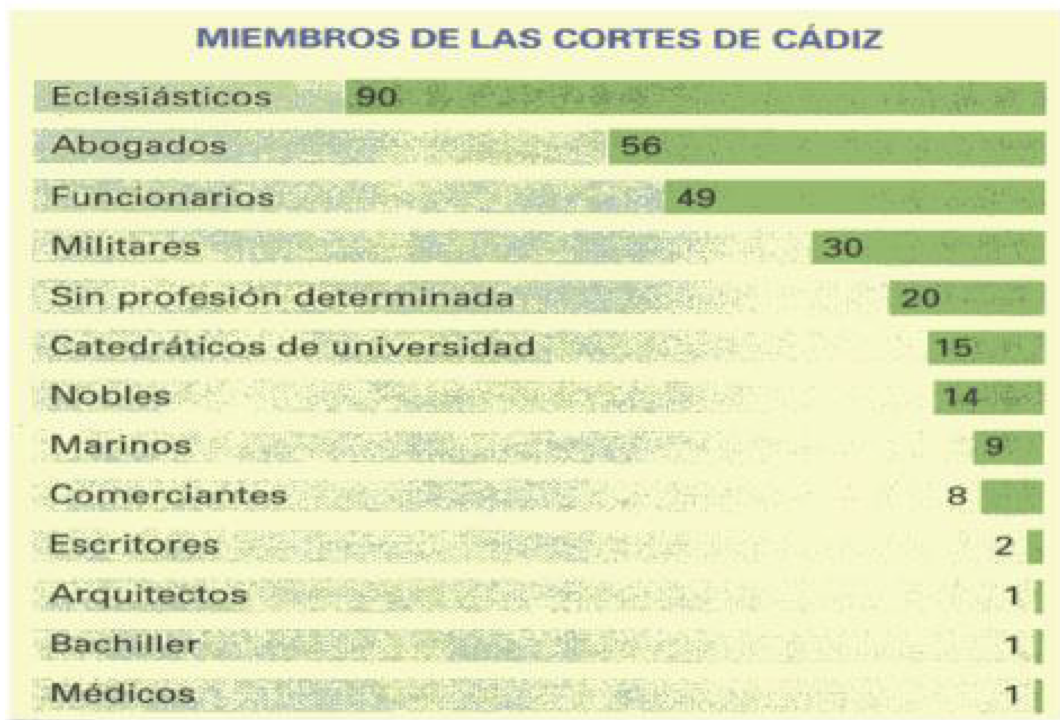 MIEMBROS DE LAS CORTES DE CÁDIZ
Eclesiásticos 90
Abogados 56
Funcionarios 49
Militares 30
Sin profesión determinada 20
Catedráticos de universidad 15
Nobles 14
Marinos 9
Comerciantes 8
Escritores 2
Arquitectos 1
Bachiller 1
Médicos 1